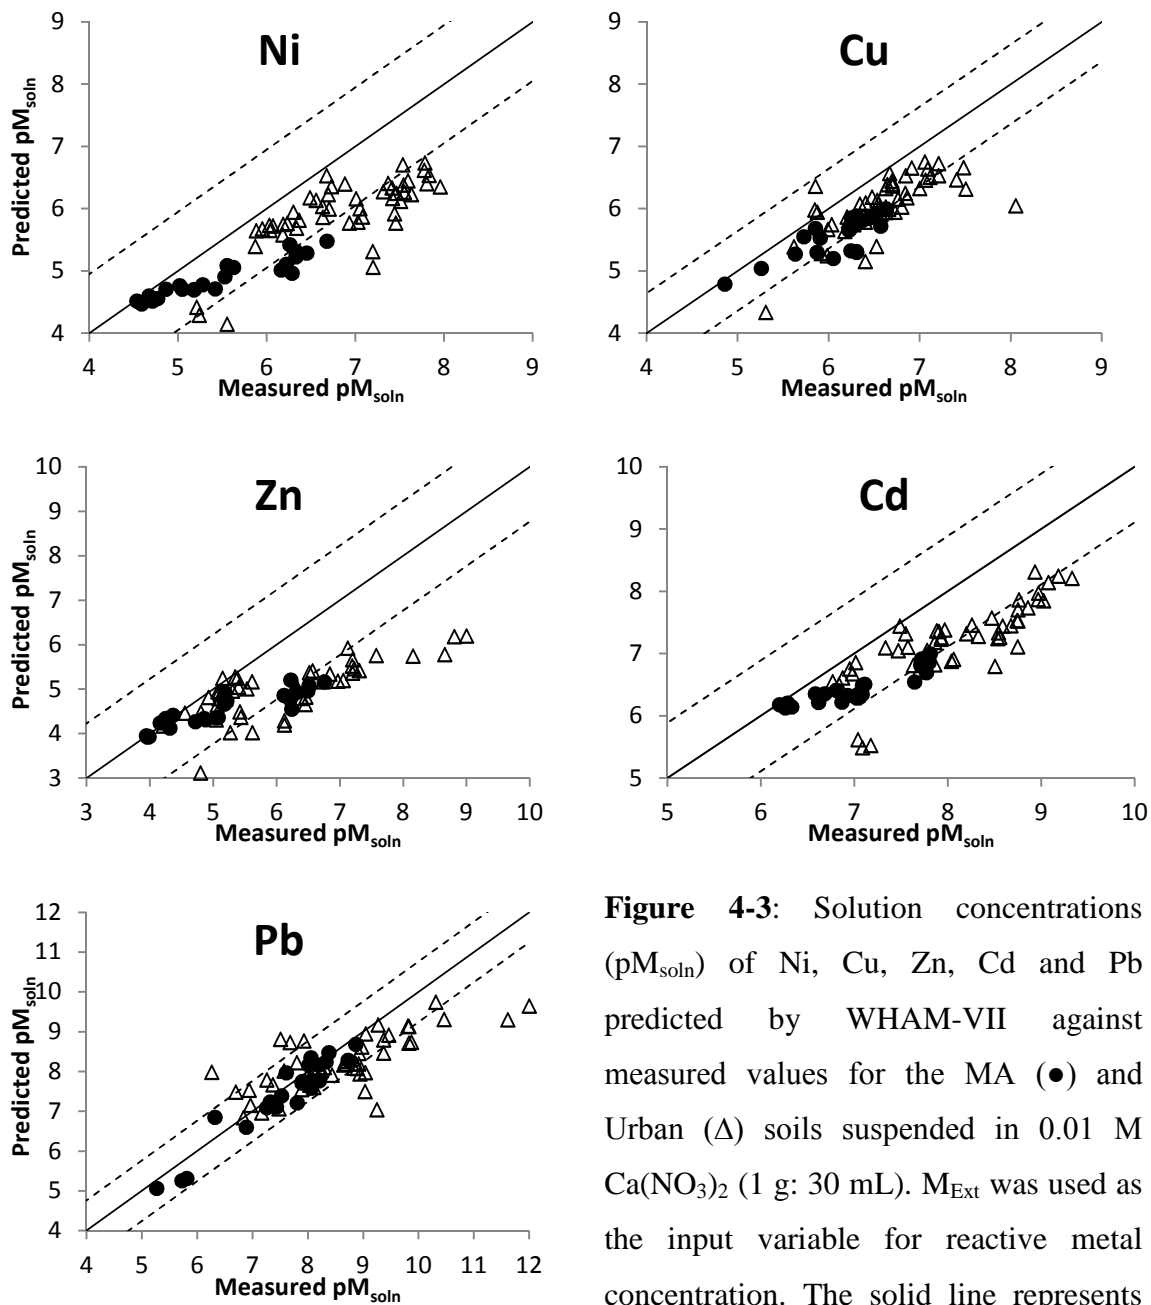 Ni
Predicted pMsoln
9
8
7
6
5
4
4 5 6 7 8 9
Measured pMsoln
Cu
9
8
7
6
5
4
4 5 6 7 8 9
Measured pMsoln
Zn
Predicted pMsoln
10
9
8
7
6
5
4
3
3 4 5 6 7 8 9 10
Measured pMsoln
Cd
10
9
8
7
6
5
5 6 7 8 9 10
Measured pMsoln
Pb
Predicted pMsoln
12
11
10
9
8
7
6
5
4
4 5 6 7 8 9 10 11 12
Measured pMsoln
Figure 4-3: Solution concentrations
(pMsoln) of Ni, Cu, Zn, Cd and Pb
predicted by WHAM-VII against
measured values for the MA (●) and
Urban (Δ) soils suspended in 0.01 M
Ca(NO3)2 (1 g: 30 mL). MExt was used as
the input variable for reactive metal
concentration. The solid line represents